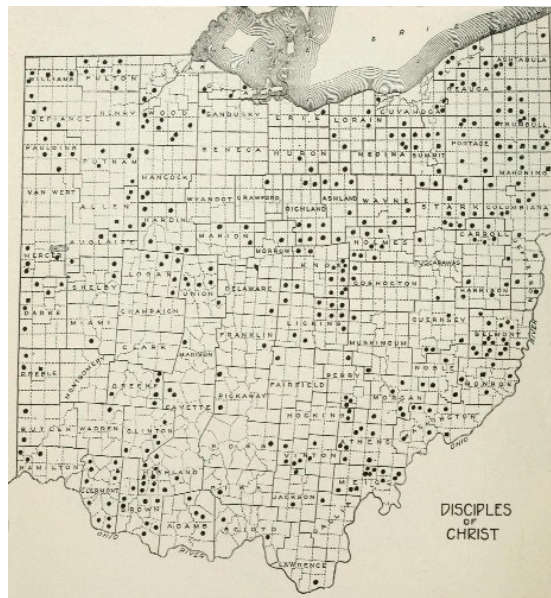 E R I E
ASHTABULA
WILLIAMS
FULTON
GEAUGA
CUYAHOGA
DEFIANCE
HENRY
WOOD
SANDUSKY
ERIE
LORAIN
TRUMBULL
PORTAGE
SUMMIT
MEDINA
PAULDING
PUTNAM
SENECA
HURON
MAHONING
HANCOCK
VAN WERT
WYANDOT
CRAWFORD
RICHLAND
ASHLAND
WAYNE
STARK
COLUMBIANA
ALLEN
HARDIN
MARION
MORROW
HOLMES
CARROLL
JEFFERSON
AUGLAIZE
MERCER
LOGAN
KNOX
TUSCARAWAS
SHELBY
UNION
DELAWARE
COSHOCTON
HARRISON
DARKE
CHAMPAIGN
MIAMI
LICKING
GUERNSEY
BELMONT
RIVER
FRANKLIN
MUSKINGUM
CLARK
MADISON
NOBLE
MONROE
PREBLE
MONTGOMERY
GREENE
FAIRFIELD
PERRY
MORGAN
FAYETTE
PICKAWAY
HOCKING
WASHINGTON
BUTLER
WARREN
CLINTON
ROSS
ATHENS
OHIO
HAMILTON
VINTON
HIGHLAND
MEIGS
CLERMONT
PIKE
JACKSON
BROWN
ADAMS
SCIOTO
GALLIA
OHIO
RIVER
LAWRENCE
DISCIPLES
OF
CHRIST